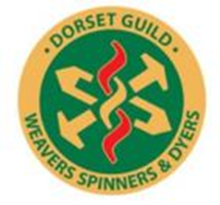 • DORSET GUILD •
WEAVERS SPINNERS & DYERS